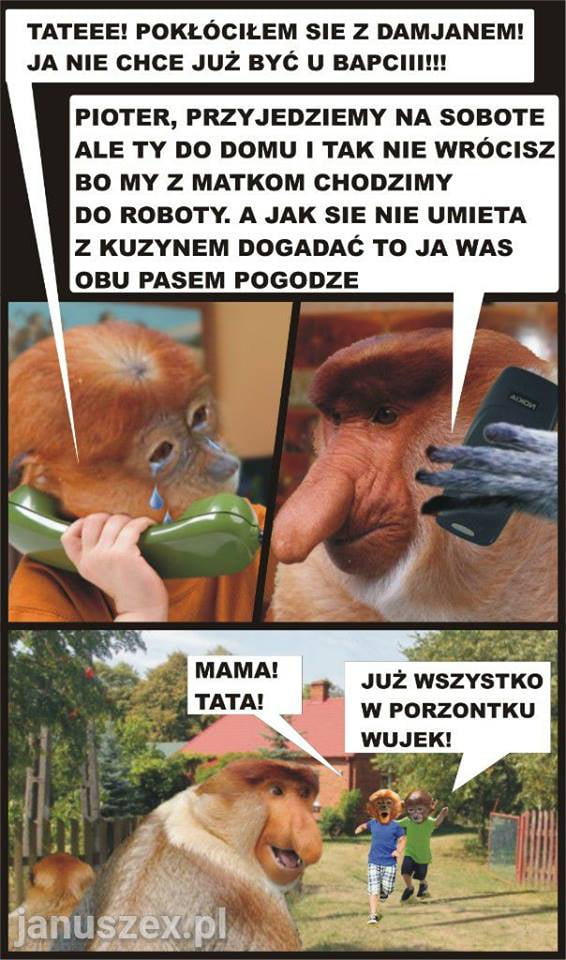 TATEEE! POKŁÓCIŁEM SIE Z DAMJANEM!
JA NIE CHCE JUŻ BYĆ U BAPCIII!!!
PIOTER, PRZYJEDZIEMY NA SOBOTE
ALE TY DO DOMU I TAK NIE WRÓCISZ
BO MY Z MATKOM CHODZIMY
DO ROBOTY. A JAK SIE NIE UMIETA
Z KUZYNEM DOGADAĆ TO JA WAS
OBU PASEM POGODZE
NOKIA
MAMA!
TATA!
JUŻ WSZYSTKO
W PORZONTKU
WUJEK!
januszex.pl